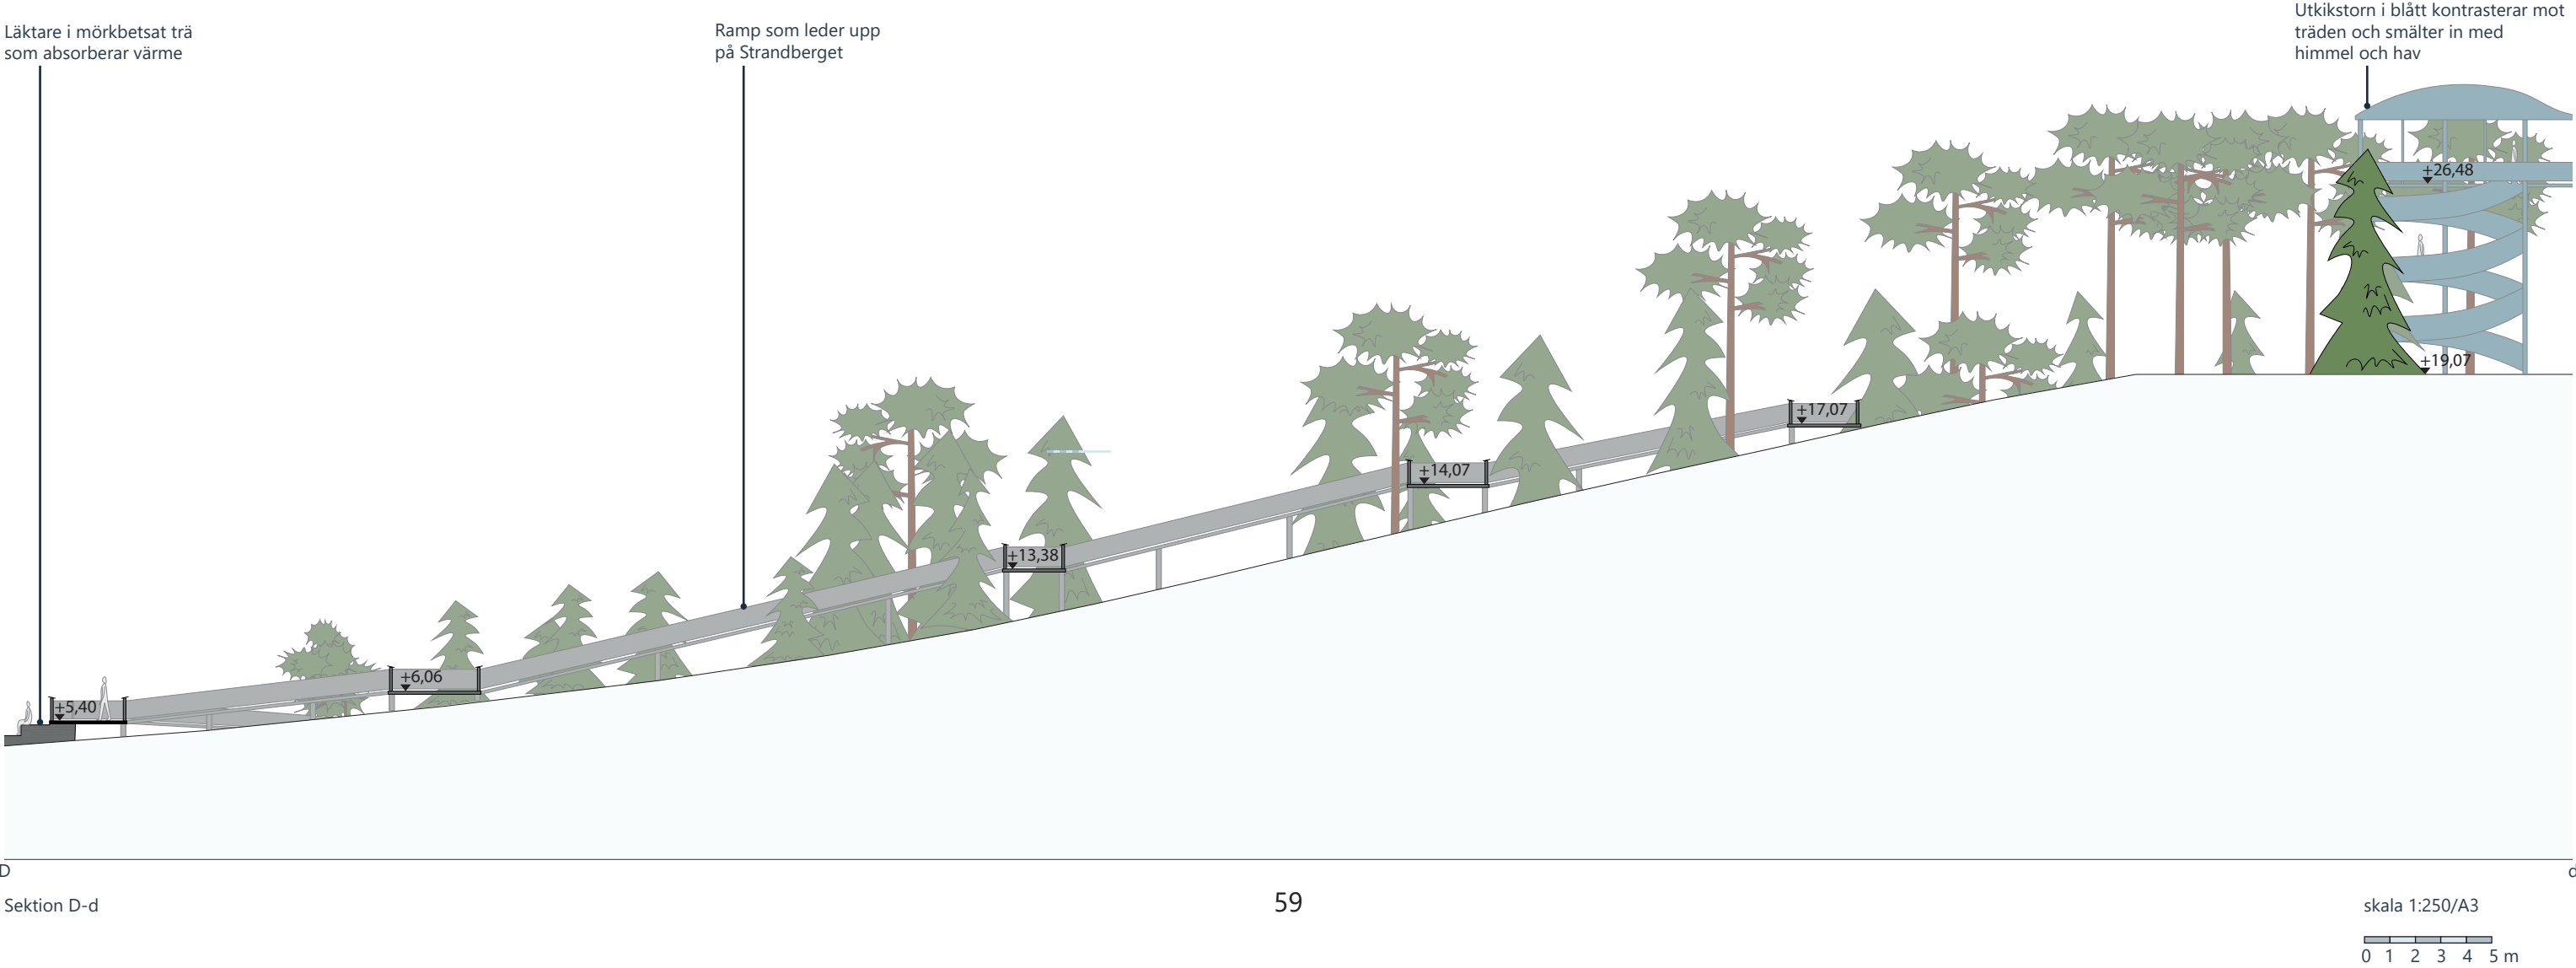 Läktare i mörkbetsat trä
som absorberar värme
Ramp som leder upp
på Strandberget
Utkikstorn i blått kontrasterar mot
träden och smälter in med
himmel och hav
+26,48
+19,07
+17,07
+14,07
+13,38
+6,06
+5,40
D
d
Sektion D-d
59
skala 1:250/A3
0 1 2 3 4 5 m